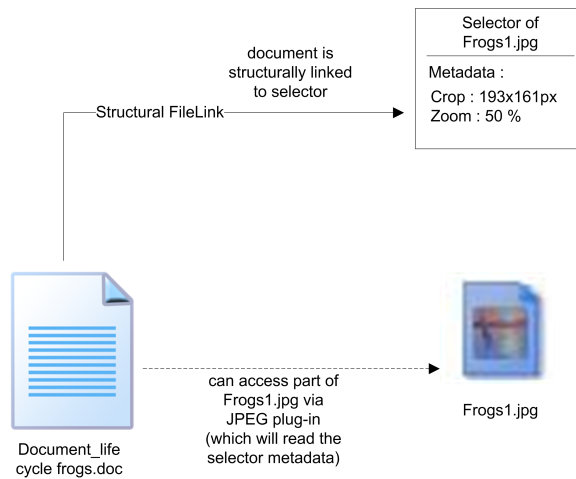 Selector of
Frogs1.jpg
Metadata :
Crop : 193x161px
Zoom : 50 %
document is
structurally linked
to selector
Structural FileLink
can access part of
Frogs1.jpg via
JPEG plug-in
(which will read the
selector metadata)
Frogs1.jpg
Document_life
cycle frogs.doc